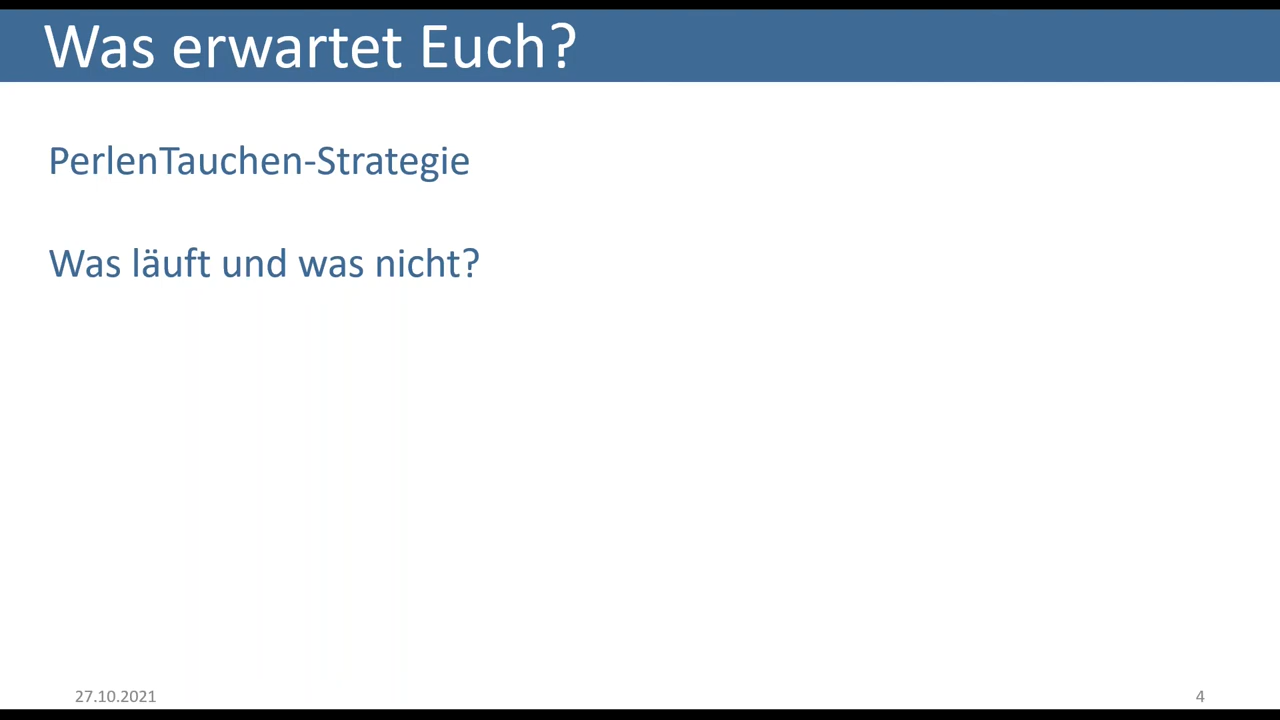 Was erwartet Euch?
PerlenTauchen-Strategie
Was läuft und was nicht?
27.10.2021
4